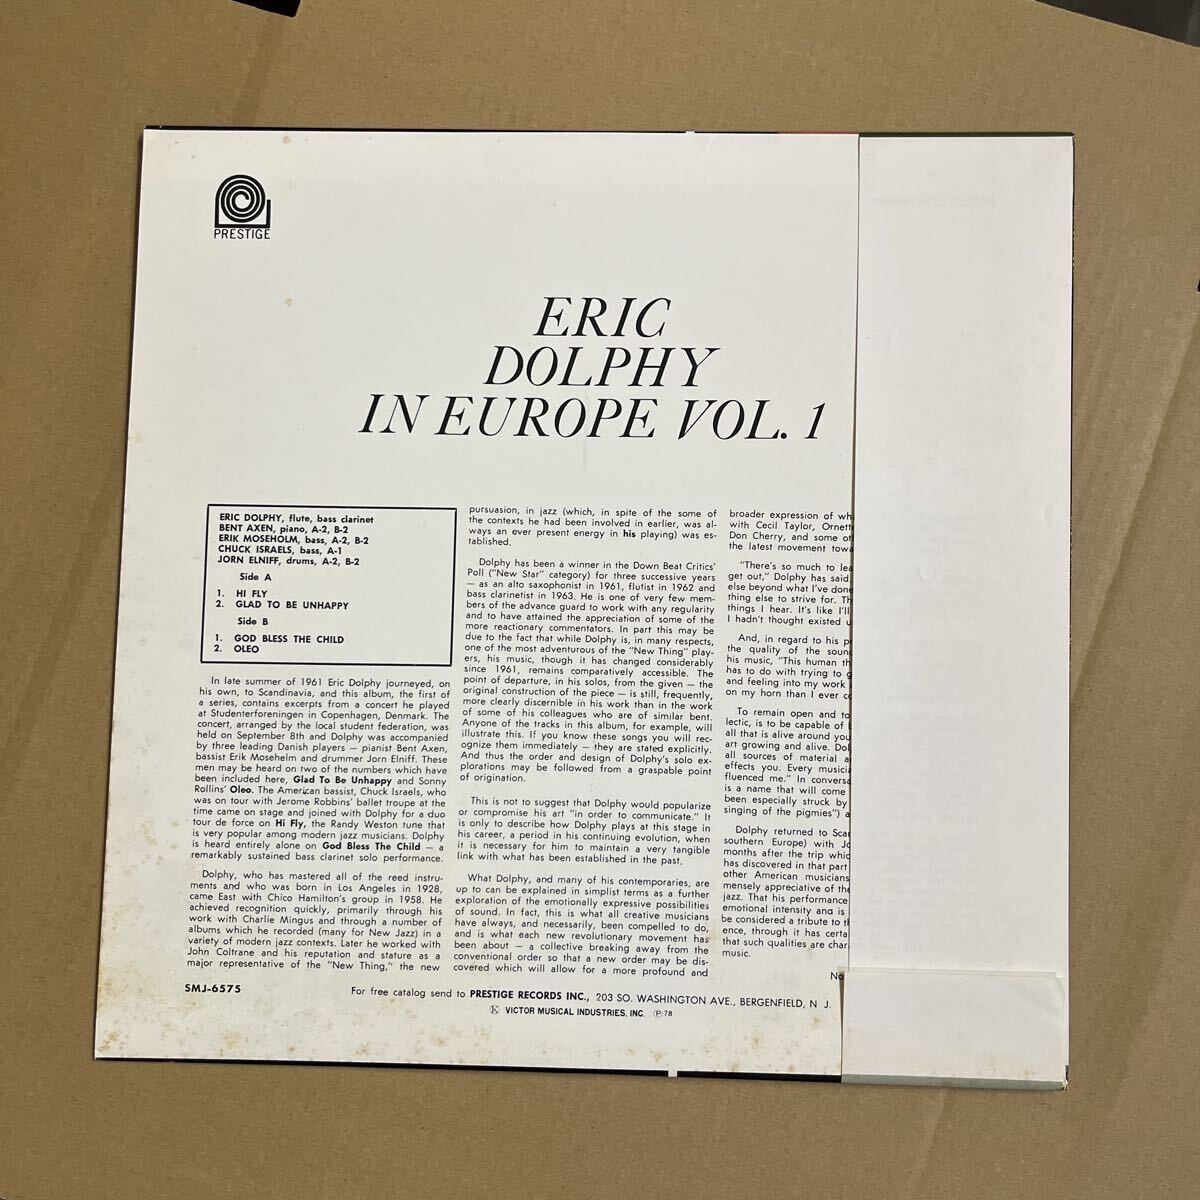 PRESTIGE
ERIC
DOLPHY
IN EUROPE VOL. 1
ERIC DOLPHY, flute, bass clarinet
BENT AXEN, piano, A-2, B-2
ERIK MOSEHOLM, bass, A-2, B-2
CHUCK ISRAELS, bass, A-1
JORN ELNIFF, drums, A-2, B-2
Side A
1. HI FLY
2. GLAD TO BE UNHAPPY
Side B
1. GOD BLESS THE CHILD
2. OLEO
In late summer of 1961 Eric Dolphy journeyed, on
his own, to Scandinavia, and this album, the first of
a series, contains excerpts from a concert he played
at Studenterforeningen in Copenhagen, Denmark. The
concert, arranged by the local student federation, was
held on September 8th and Dolphy was accompanied
by three leading Danish players — pianist Bent Axen,
bassist Erik Mosehelm and drummer Jorn Elniff. These
men may be heard on two of the numbers which have
been included here, Glad To Be Unhappy and Sonny
Rollins' Oleo. The American bassist, Chuck Israels, who
was on tour with Jerome Robbins' ballet troupe at the
time came on stage and joined with Dolphy for a duo
tour de force on Hi Fly, the Randy Weston tune that
is very popular among modern jazz musicians. Dolphy
is heard entirely alone on God Bless The Child — a
remarkably sustained bass clarinet solo performance.
Dolphy, who has mastered all of the reed instru-
ments and who was born in Los Angeles in 1928,
came East with Chico Hamilton's group in 1958. He
achieved recognition quickly, primarily through his
work with Charlie Mingus and through a number of
albums which he recorded (many for New Jazz) in a
variety of modern jazz contexts. Later he worked with
John Coltrane and his reputation and stature as a
major representative of the "New Thing," the new
pursuasion, in jazz (which, in spite of the some of
the contexts he had been involved in earlier, was al-
ways an ever present energy in his playing) was es-
tablished.
Dolphy has been a winner in the Down Beat Critics'
Poll ("New Star" category) for three successive years
— as an alto saxophonist in 1961, flutist in 1962 and
bass clarinetist in 1963. He is one of very few mem-
bers of the advance guard to work with any regularity
and to have attained the appreciation of some of the
more reactionary commentators. In part this may be
due to the fact that while Dolphy is, in many respects,
one of the most adventurous of the "New Thing" play-
ers, his music, though it has changed considerably
since 1961, remains comparatively accessible. The
point of departure, in his solos, from the given — the
original construction of the piece — is still, frequently,
more clearly discernible in his work than in the work
of some of his colleagues who are of similar bent.
Anyone of the tracks in this album, for example, will
illustrate this. If you know these songs you will rec-
ognize them immediately — they are stated explicitly.
And thus the order and design of Dolphy's solo ex-
plorations may be followed from a graspable point
of origination.
This is not to suggest that Dolphy would popularize
or compromise his art "in order to communicate." It
is only to describe how Dolphy plays at this stage in
his career, a period in his continuing evolution, when
it is necessary for him to maintain a very tangible
link with what has been established in the past.
What Dolphy, and many of his contemporaries, are
up to can be explained in simplist terms as a further
exploration of the emotionally expressive possibilities
of sound. In fact, this is what all creative musicians
have always, and necessarily, been compelled to do,
and is what each new revolutionary movement has
been about — a collective breaking away from the
conventional order so that a new order may be dis-
covered which will allow for a more profound and
broader expression of wh
with Cecil Taylor, Ornett
Don Cherry, and some ot
the latest movement towa
"There's so much to lea
get out," Dolphy has said.
else beyond what I've done
thing else to strive for. Th
things I hear. It's like I'll
I hadn't thought existed u
And, in regard to his p
the quality of the soun
his music, "This human th
has to do with trying to g
and feeling into my work
on my horn than I ever co
To remain open and to
lectic, is to be capable of
all that is alive around you
art growing and alive. Dol
all sources of material a
effects you. Every musicia
fluenced me." In conversa
is a name that will come
been especially struck by
singing of the pigmies") a
Dolphy returned to Scan
southern Europe) with Jo
months after the trip whic
has discovered in that part
other American musicians
mensely appreciative of the
jazz. That his performance
emotional intensity and is
be considered a tribute to th
ence, through it has certa
that such qualities are char
music.
No
SMJ-6575
For free catalog send to PRESTIGE RECORDS INC., 203 SO. WASHINGTON AVE., BERGENFIELD, N. J.
Ⓚ VICTOR MUSICAL INDUSTRIES, INC. Ⓟ78